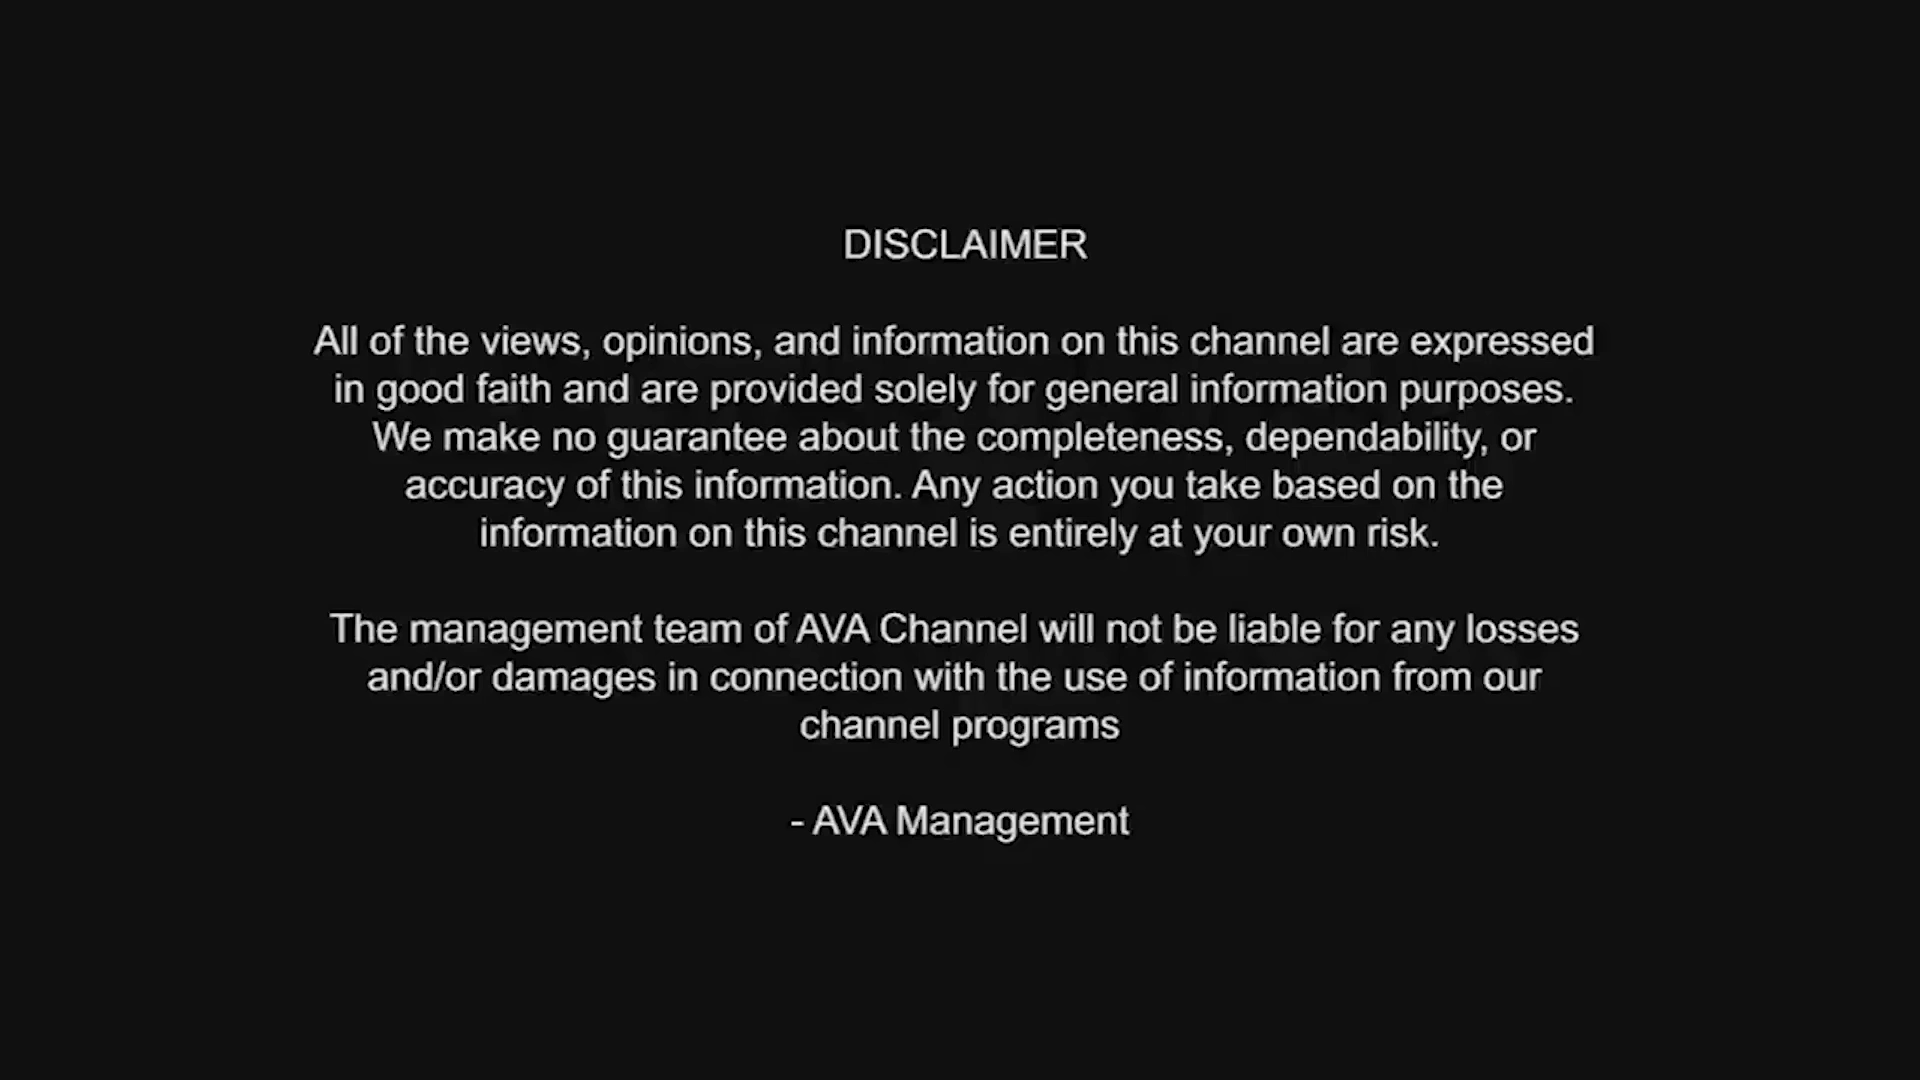 DISCLAIMER
All of the views, opinions, and information on this channel are expressed
in good faith and are provided solely for general information purposes.
We make no guarantee about the completeness, dependability, or
accuracy of this information. Any action you take based on the
information on this channel is entirely at your own risk.
The management team of AVA Channel will not be liable for any losses
and/or damages in connection with the use of information from our
channel programs
- AVA Management